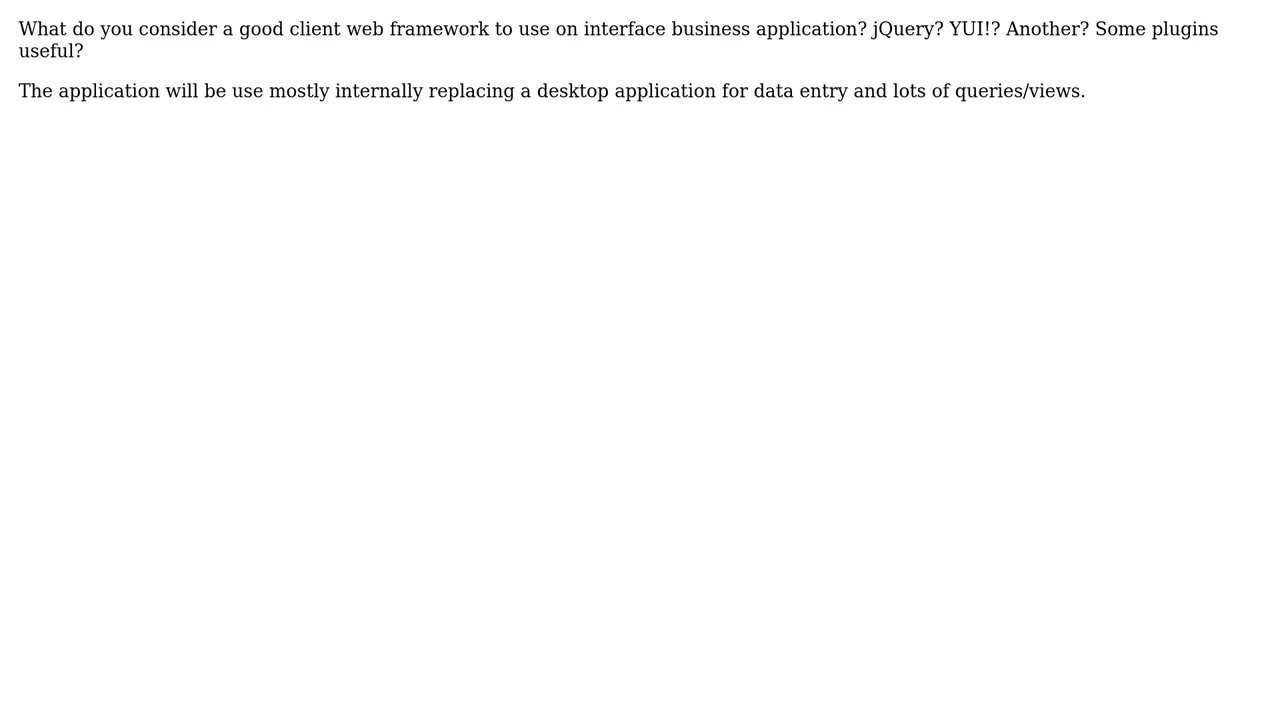 What do you consider a good client web framework to use on interface business application? jQuery? YUI!? Another? Some plugins
useful?
The application will be use mostly internally replacing a desktop application for data entry and lots of queries/views.